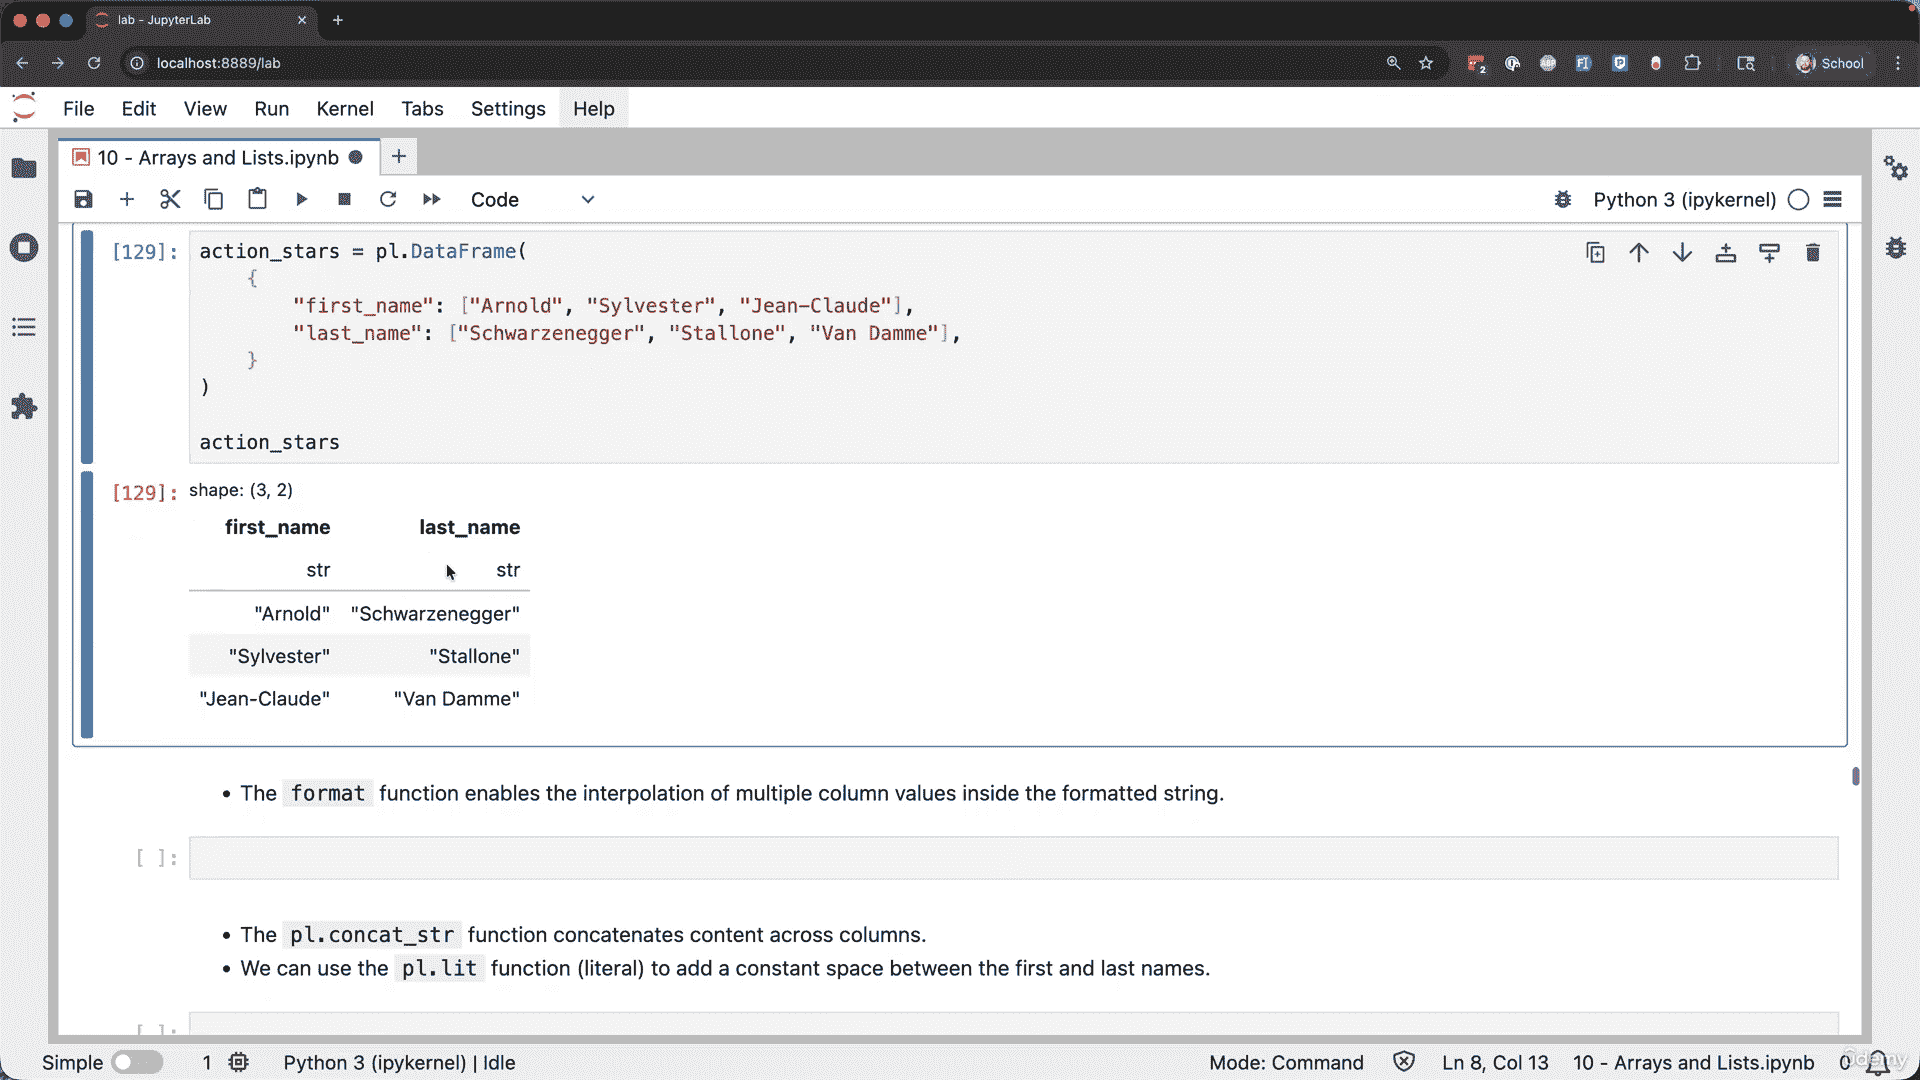 lab - JupyterLab
localhost:8889/lab
2
ABP
School
File Edit View Run Kernel Tabs Settings Help
10 - Arrays and Lists.ipynb
Code
Python 3 (ipykernel)
[129]:
action_stars = pl.DataFrame(
{
"first_name": ["Arnold", "Sylvester", "Jean-Claude"],
"last_name": ["Schwarzenegger", "Stallone", "Van Damme"],
}
)
action_stars
[129]: shape: (3, 2)
first_name last_name
str str
"Arnold" "Schwarzenegger"
"Sylvester" "Stallone"
"Jean-Claude" "Van Damme"
• The format function enables the interpolation of multiple column values inside the formatted string.
[ ]:
• The pl.concat_str function concatenates content across columns.
• We can use the pl.lit function (literal) to add a constant space between the first and last names.
[ ]:
Simple 1 Python 3 (ipykernel) | Idle Mode: Command Ln 8, Col 13 10 - Arrays and Lists.ipynb 0
Udemy